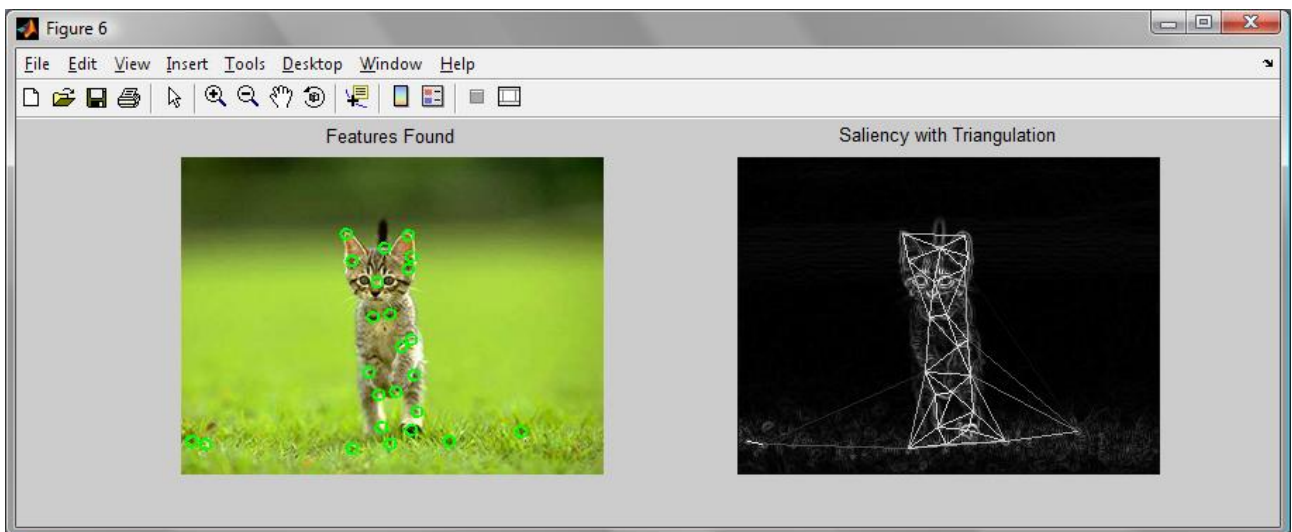 Figure 6
File Edit View Insert Tools Desktop Window Help
Features Found
Saliency with Triangulation